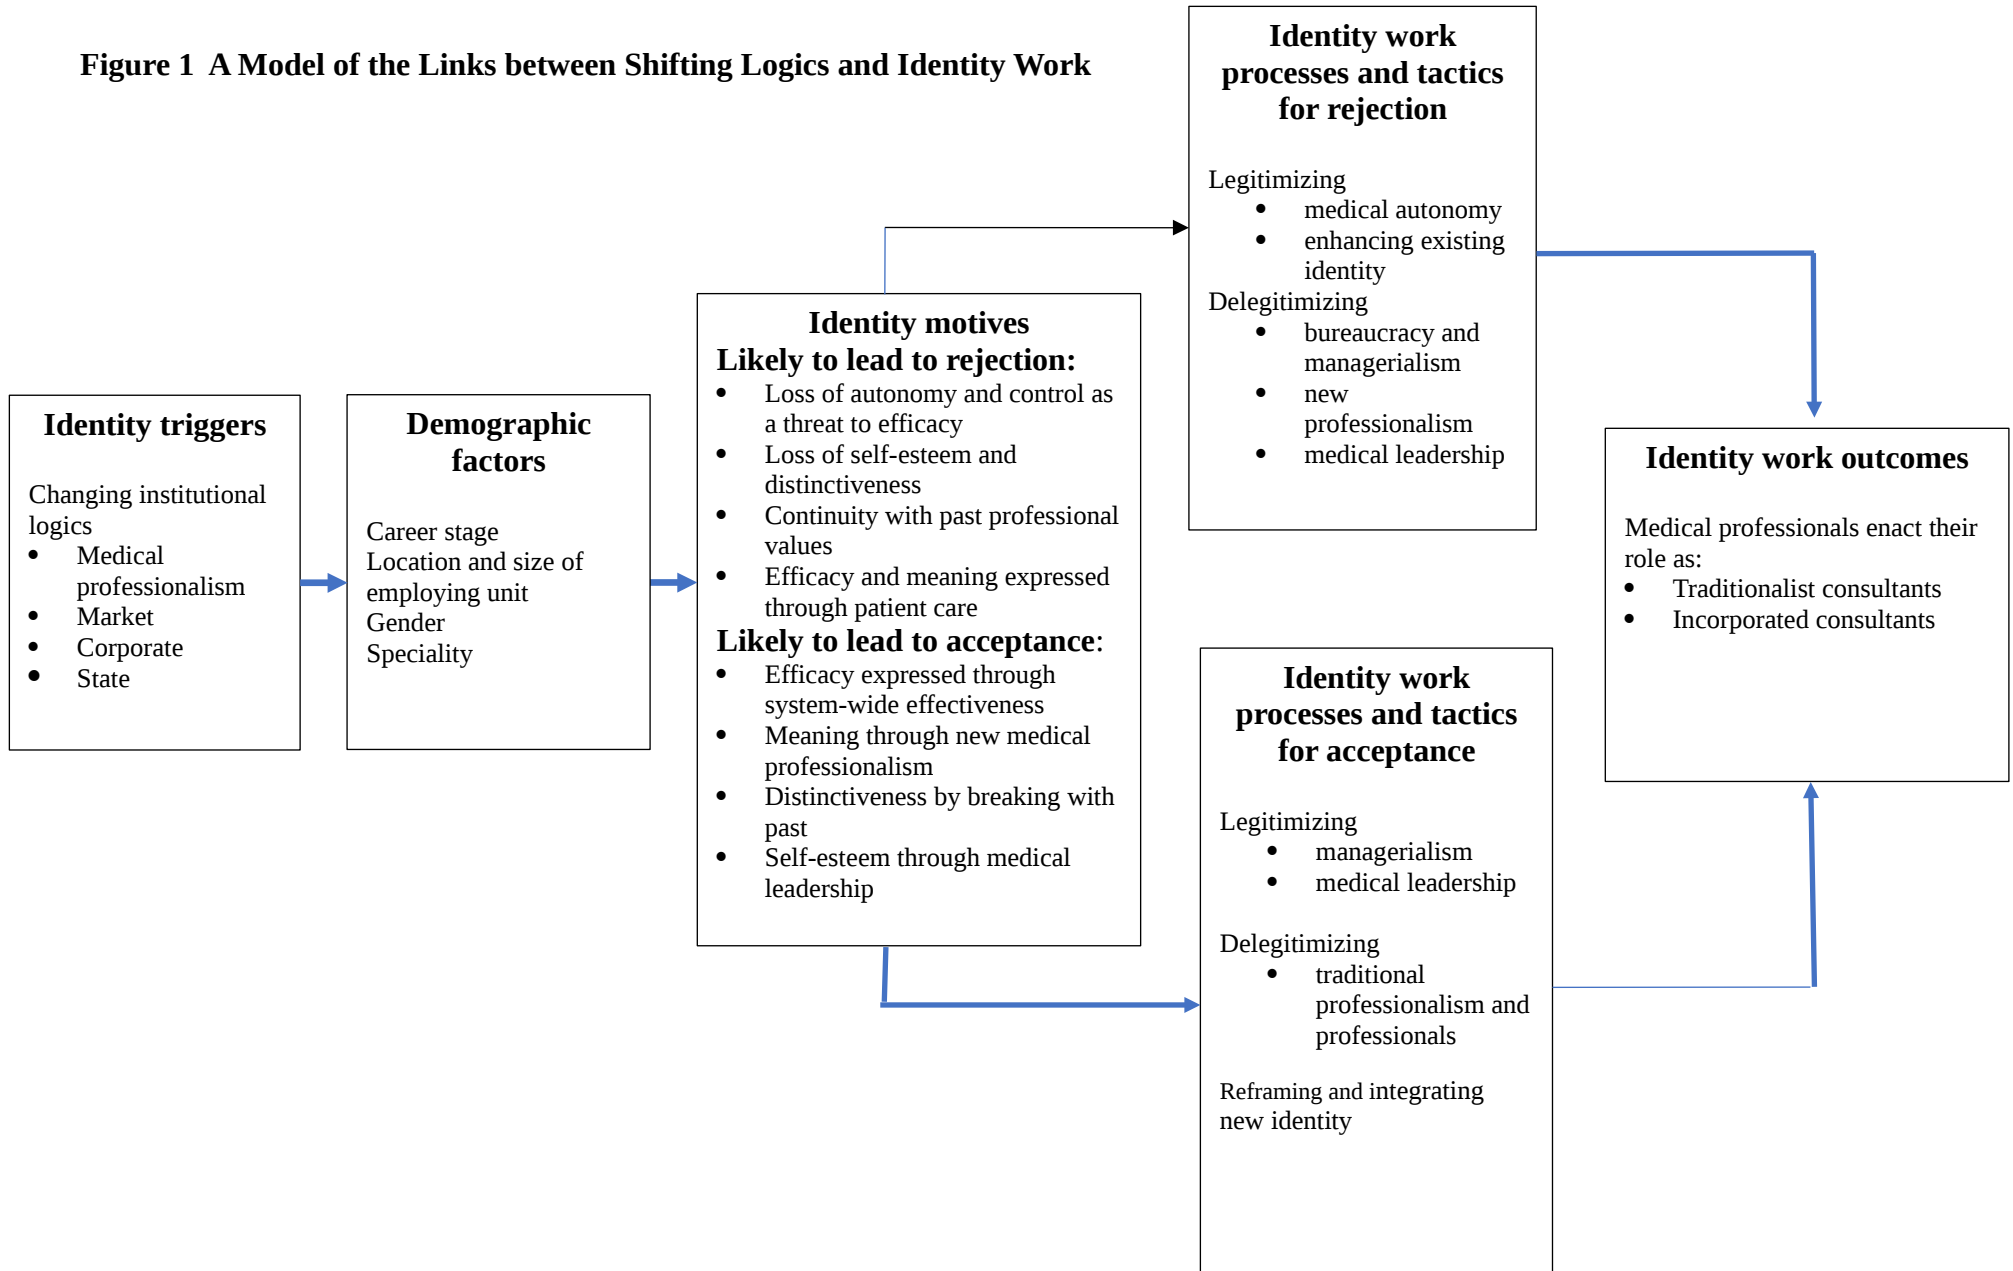 Figure 1  A Model of the Links between Shifting Logics and Identity Work
Identity triggers
Changing institutional
logics
• Medical
professionalism
• Market
• Corporate
• State
Demographic
factors
Career stage
Location and size of
employing unit
Gender
Speciality
Identity motives
Likely to lead to rejection:
• Loss of autonomy and control as
a threat to efficacy
• Loss of self-esteem and
distinctiveness
• Continuity with past professional
values
• Efficacy and meaning expressed
through patient care
Likely to lead to acceptance:
• Efficacy expressed through
system-wide effectiveness
• Meaning through new medical
professionalism
• Distinctiveness by breaking with
past
• Self-esteem through medical
leadership
Identity work
processes and tactics
for rejection
Legitimizing
• medical autonomy
• enhancing existing
identity
Delegitimizing
• bureaucracy and
managerialism
• new
professionalism
• medical leadership
Identity work
processes and tactics
for acceptance
Legitimizing
• managerialism
• medical leadership
Delegitimizing
• traditional
professionalism and
professionals
Reframing and integrating
new identity
Identity work outcomes
Medical professionals enact their
role as:
• Traditionalist consultants
• Incorporated consultants